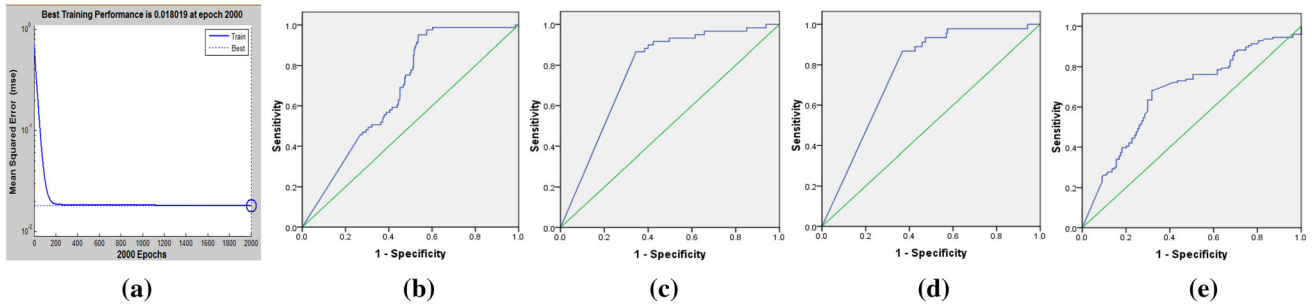 Best Training Performance is 0.018019 at epoch 2000
Train
Best
Mean Squared Error (mse)
10^0
10^-1
10^-2
0 200 400 600 800 1000 1200 1400 1600 1800 2000
2000 Epochs
(a)
Sensitivity
1.0
0.8
0.6
0.4
0.2
0.0
0.0 0.2 0.4 0.6 0.8 1.0
1 - Specificity
(b)
Sensitivity
1.0
0.8
0.6
0.4
0.2
0.0
0.0 0.2 0.4 0.6 0.8 1.0
1 - Specificity
(c)
Sensitivity
1.0
0.8
0.6
0.4
0.2
0.0
0.0 0.2 0.4 0.6 0.8 1.0
1 - Specificity
(d)
Sensitivity
1.0
0.8
0.6
0.4
0.2
0.0
0.0 0.2 0.4 0.6 0.8 1.0
1 - Specificity
(e)